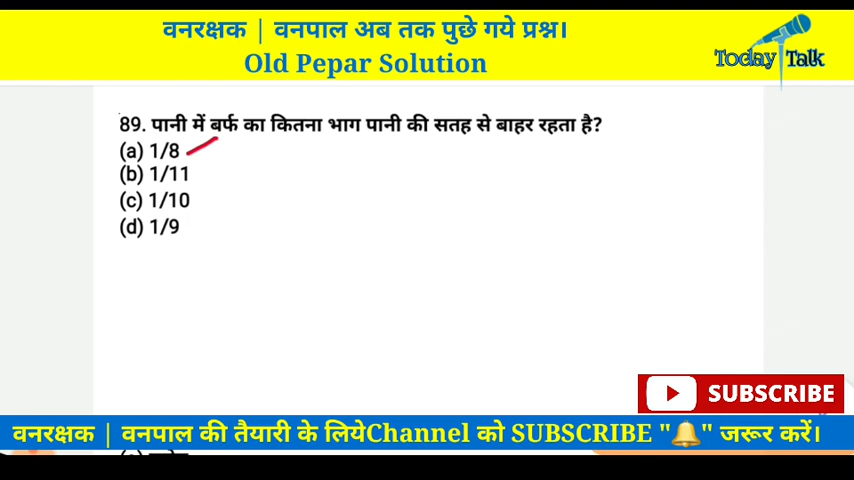 वनरक्षक | वनपाल अब तक पुछे गये प्रश्न।
Old Pepar Solution
Today Talk
89. पानी में बर्फ का कितना भाग पानी की सतह से बाहर रहता है?
(a) 1/8
(b) 1/11
(c) 1/10
(d) 1/9
SUBSCRIBE
वनरक्षक | वनपाल की तैयारी के लियेChannel को SUBSCRIBE "🔔" जरूर करें।